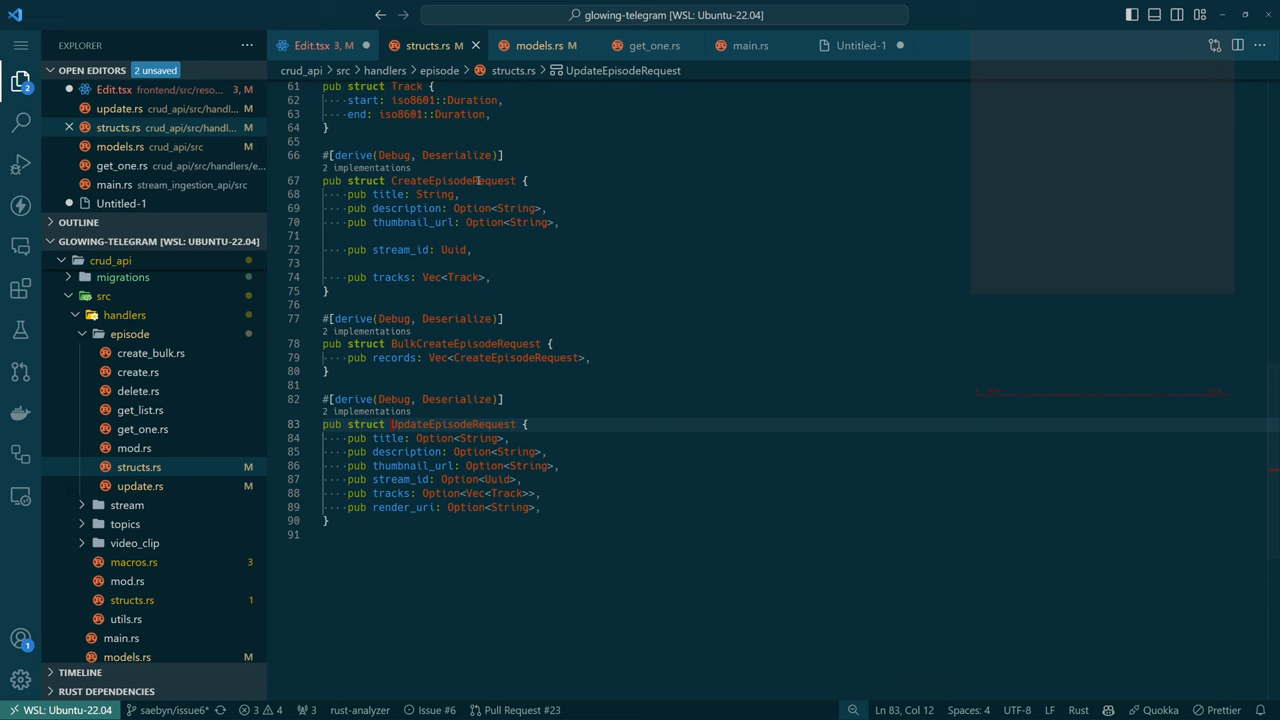 glowing-telegram [WSL: Ubuntu-22.04]
EXPLORER
Edit.tsx 3, M
structs.rs M
models.rs M
get_one.rs
main.rs
Untitled-1
OPEN EDITORS 2 unsaved
crud_api > src > handlers > episode > structs.rs > UpdateEpisodeRequest
Edit.tsx frontend/src/reso... 3, M
update.rs crud_api/src/handl... M
structs.rs crud_api/src/handl... M
models.rs crud_api/src M
get_one.rs crud_api/src/handlers/e...
main.rs stream_ingestion_api/src
Untitled-1
OUTLINE
GLOWING-TELEGRAM [WSL: UBUNTU-22.04]
crud_api
migrations
src
handlers
episode
create_bulk.rs
create.rs
delete.rs
get_list.rs
get_one.rs
mod.rs
structs.rs M
update.rs M
stream
topics
video_clip
macros.rs 3
mod.rs
structs.rs 1
utils.rs
main.rs
models.rs M
TIMELINE
RUST DEPENDENCIES
61 pub struct Track {
62 ····start: iso8601::Duration,
63 ····end: iso8601::Duration,
64 }
65
66 #[derive(Debug, Deserialize)]
2 implementations
67 pub struct CreateEpisodeRequest {
68 ····pub title: String,
69 ····pub description: Option<String>,
70 ····pub thumbnail_url: Option<String>,
71
72 ····pub stream_id: Uuid,
73
74 ····pub tracks: Vec<Track>,
75 }
76
77 #[derive(Debug, Deserialize)]
2 implementations
78 pub struct BulkCreateEpisodeRequest {
79 ····pub records: Vec<CreateEpisodeRequest>,
80 }
81
82 #[derive(Debug, Deserialize)]
2 implementations
83 pub struct UpdateEpisodeRequest {
84 ····pub title: Option<String>,
85 ····pub description: Option<String>,
86 ····pub thumbnail_url: Option<String>,
87 ····pub stream_id: Option<Uuid>,
88 ····pub tracks: Option<Vec<Track>>,
89 ····pub render_uri: Option<String>,
90 }
91
2
1
WSL: Ubuntu-22.04 saebyn/issue6* 3 4 3 rust-analyzer Issue #6 Pull Request #23 Ln 83, Col 12 Spaces: 4 UTF-8 LF Rust Quokka Prettier